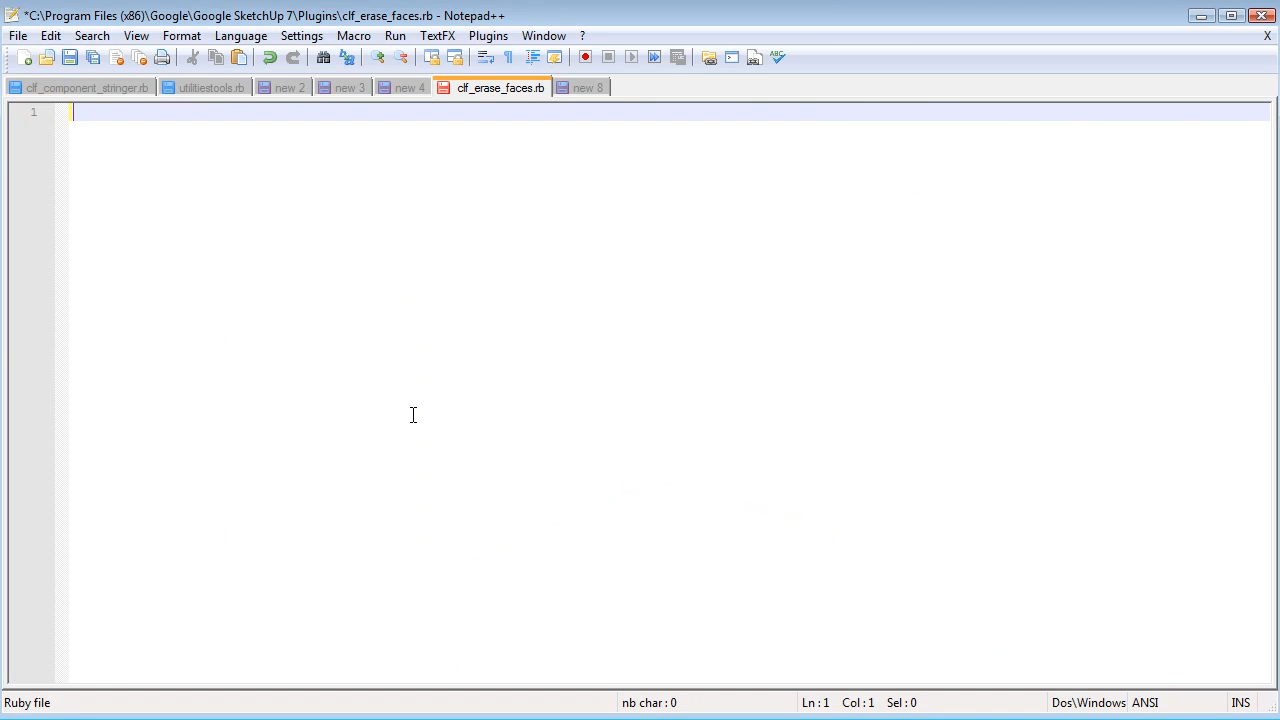 *C:\Program Files (x86)\Google\Google SketchUp 7\Plugins\clf_erase_faces.rb - Notepad++
File Edit Search View Format Language Settings Macro Run TextFX Plugins Window ? X
clf_component_stringer.rb utilitiestools.rb new 2 new 3 new 4 clf_erase_faces.rb new 8
1
Ruby file nb char : 0 Ln : 1 Col : 1 Sel : 0 Dos\Windows ANSI INS